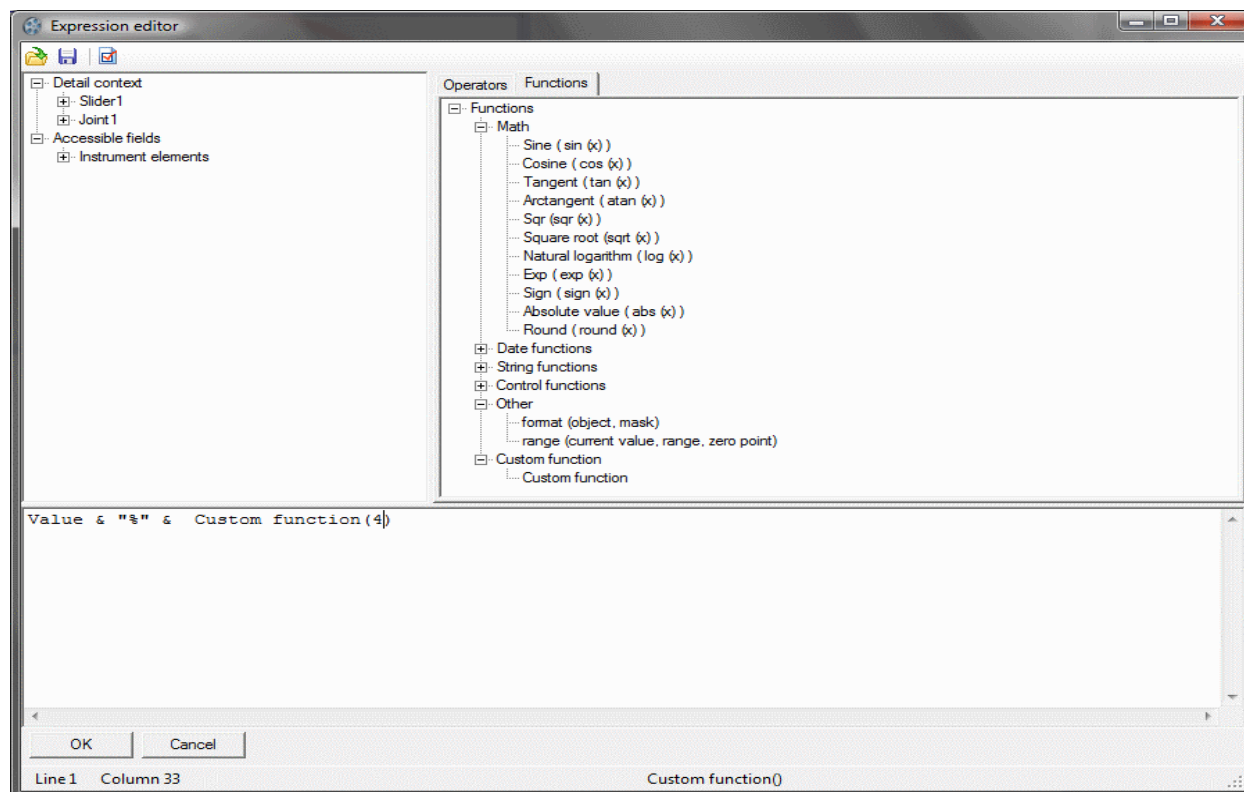 Expression editor
Detail context
Slider1
Joint1
Accessible fields
Instrument elements
Operators Functions
Functions
Math
Sine ( sin (x) )
Cosine ( cos (x) )
Tangent ( tan (x) )
Arctangent ( atan (x) )
Sqr (sqr (x) )
Square root (sqrt (x) )
Natural logarithm ( log (x) )
Exp ( exp (x) )
Sign ( sign (x) )
Absolute value ( abs (x) )
Round ( round (x) )
Date functions
String functions
Control functions
Other
format (object, mask)
range (current value, range, zero point)
Custom function
Custom function
Value & "%" &  Custom function(4)
OK Cancel
Line 1 Column 33 Custom function()